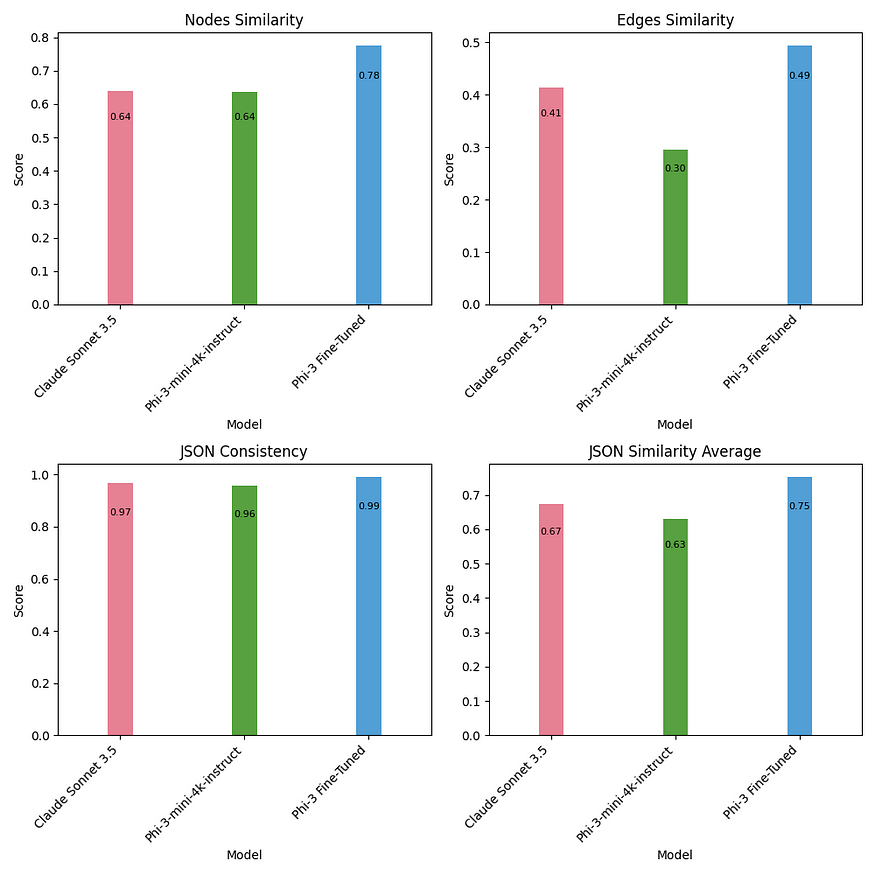 Nodes Similarity
0.8
0.7
0.6
0.5
0.4
0.3
0.2
0.1
0.0
Score
0.64
0.64
0.78
Claude Sonnet 3.5
Phi-3-mini-4k-instruct
Phi-3 Fine-Tuned
Model
Edges Similarity
0.5
0.4
0.3
0.2
0.1
0.0
Score
0.41
0.30
0.49
Claude Sonnet 3.5
Phi-3-mini-4k-instruct
Phi-3 Fine-Tuned
Model
JSON Consistency
1.0
0.8
0.6
0.4
0.2
0.0
Score
0.97
0.96
0.99
Claude Sonnet 3.5
Phi-3-mini-4k-instruct
Phi-3 Fine-Tuned
Model
JSON Similarity Average
0.7
0.6
0.5
0.4
0.3
0.2
0.1
0.0
Score
0.67
0.63
0.75
Claude Sonnet 3.5
Phi-3-mini-4k-instruct
Phi-3 Fine-Tuned
Model